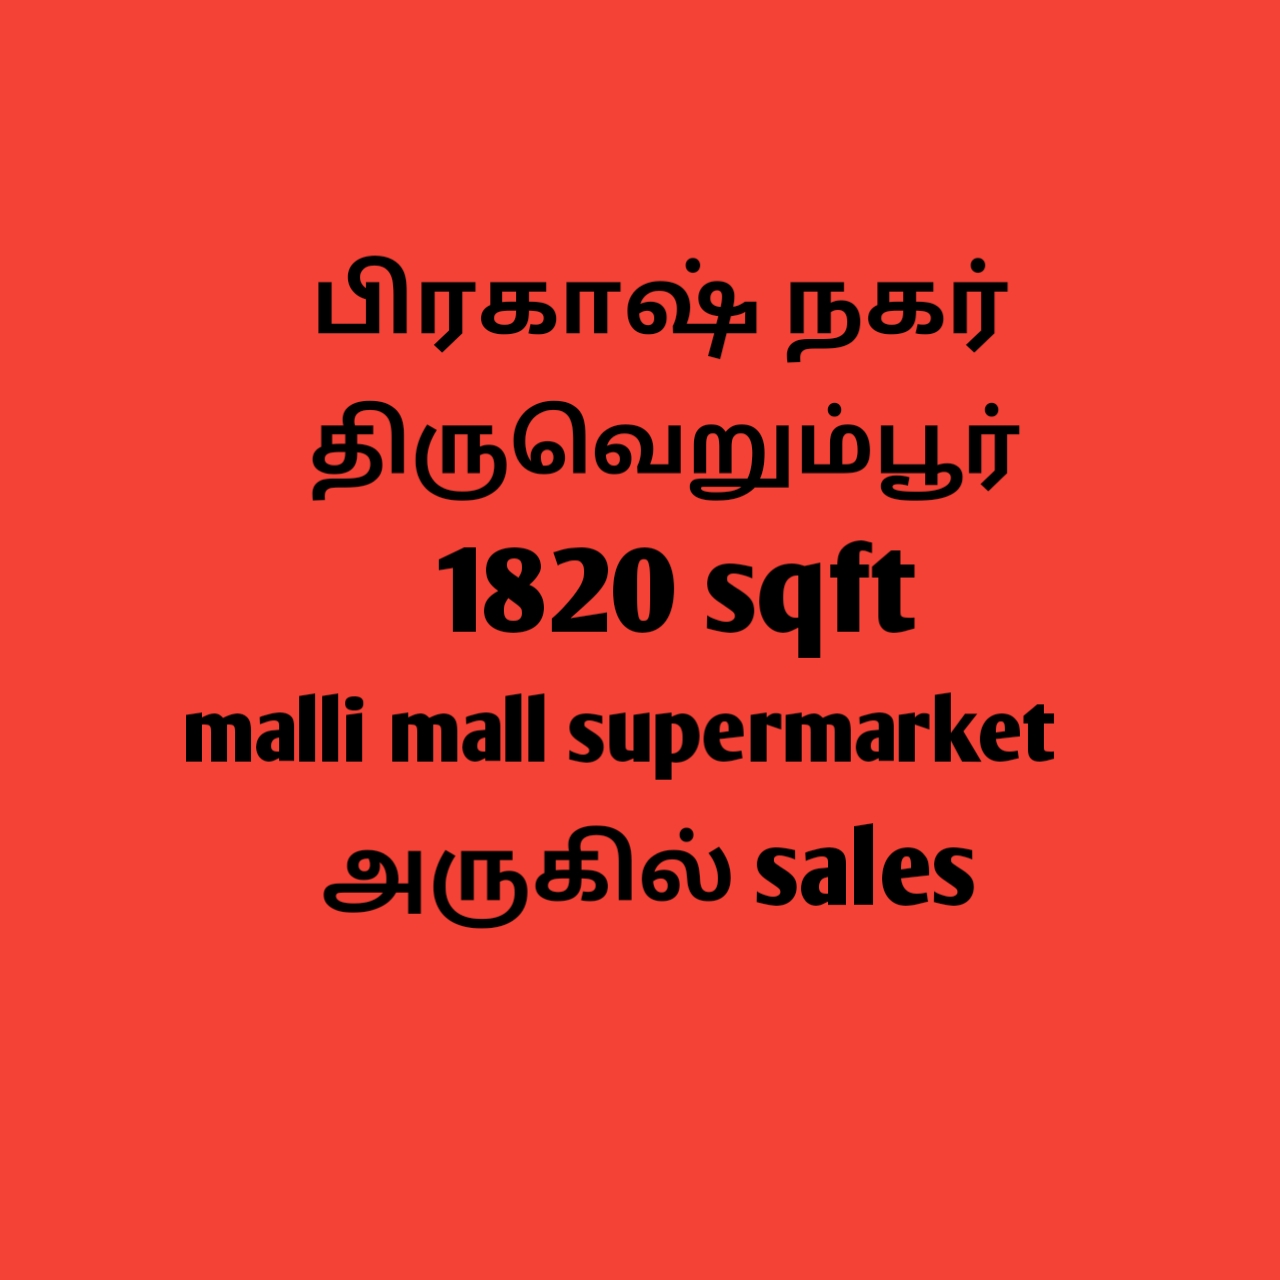 பிரகாஷ் நகர்
திருவெறும்பூர்
1820 sqft
malli mall supermarket
அருகில் sales